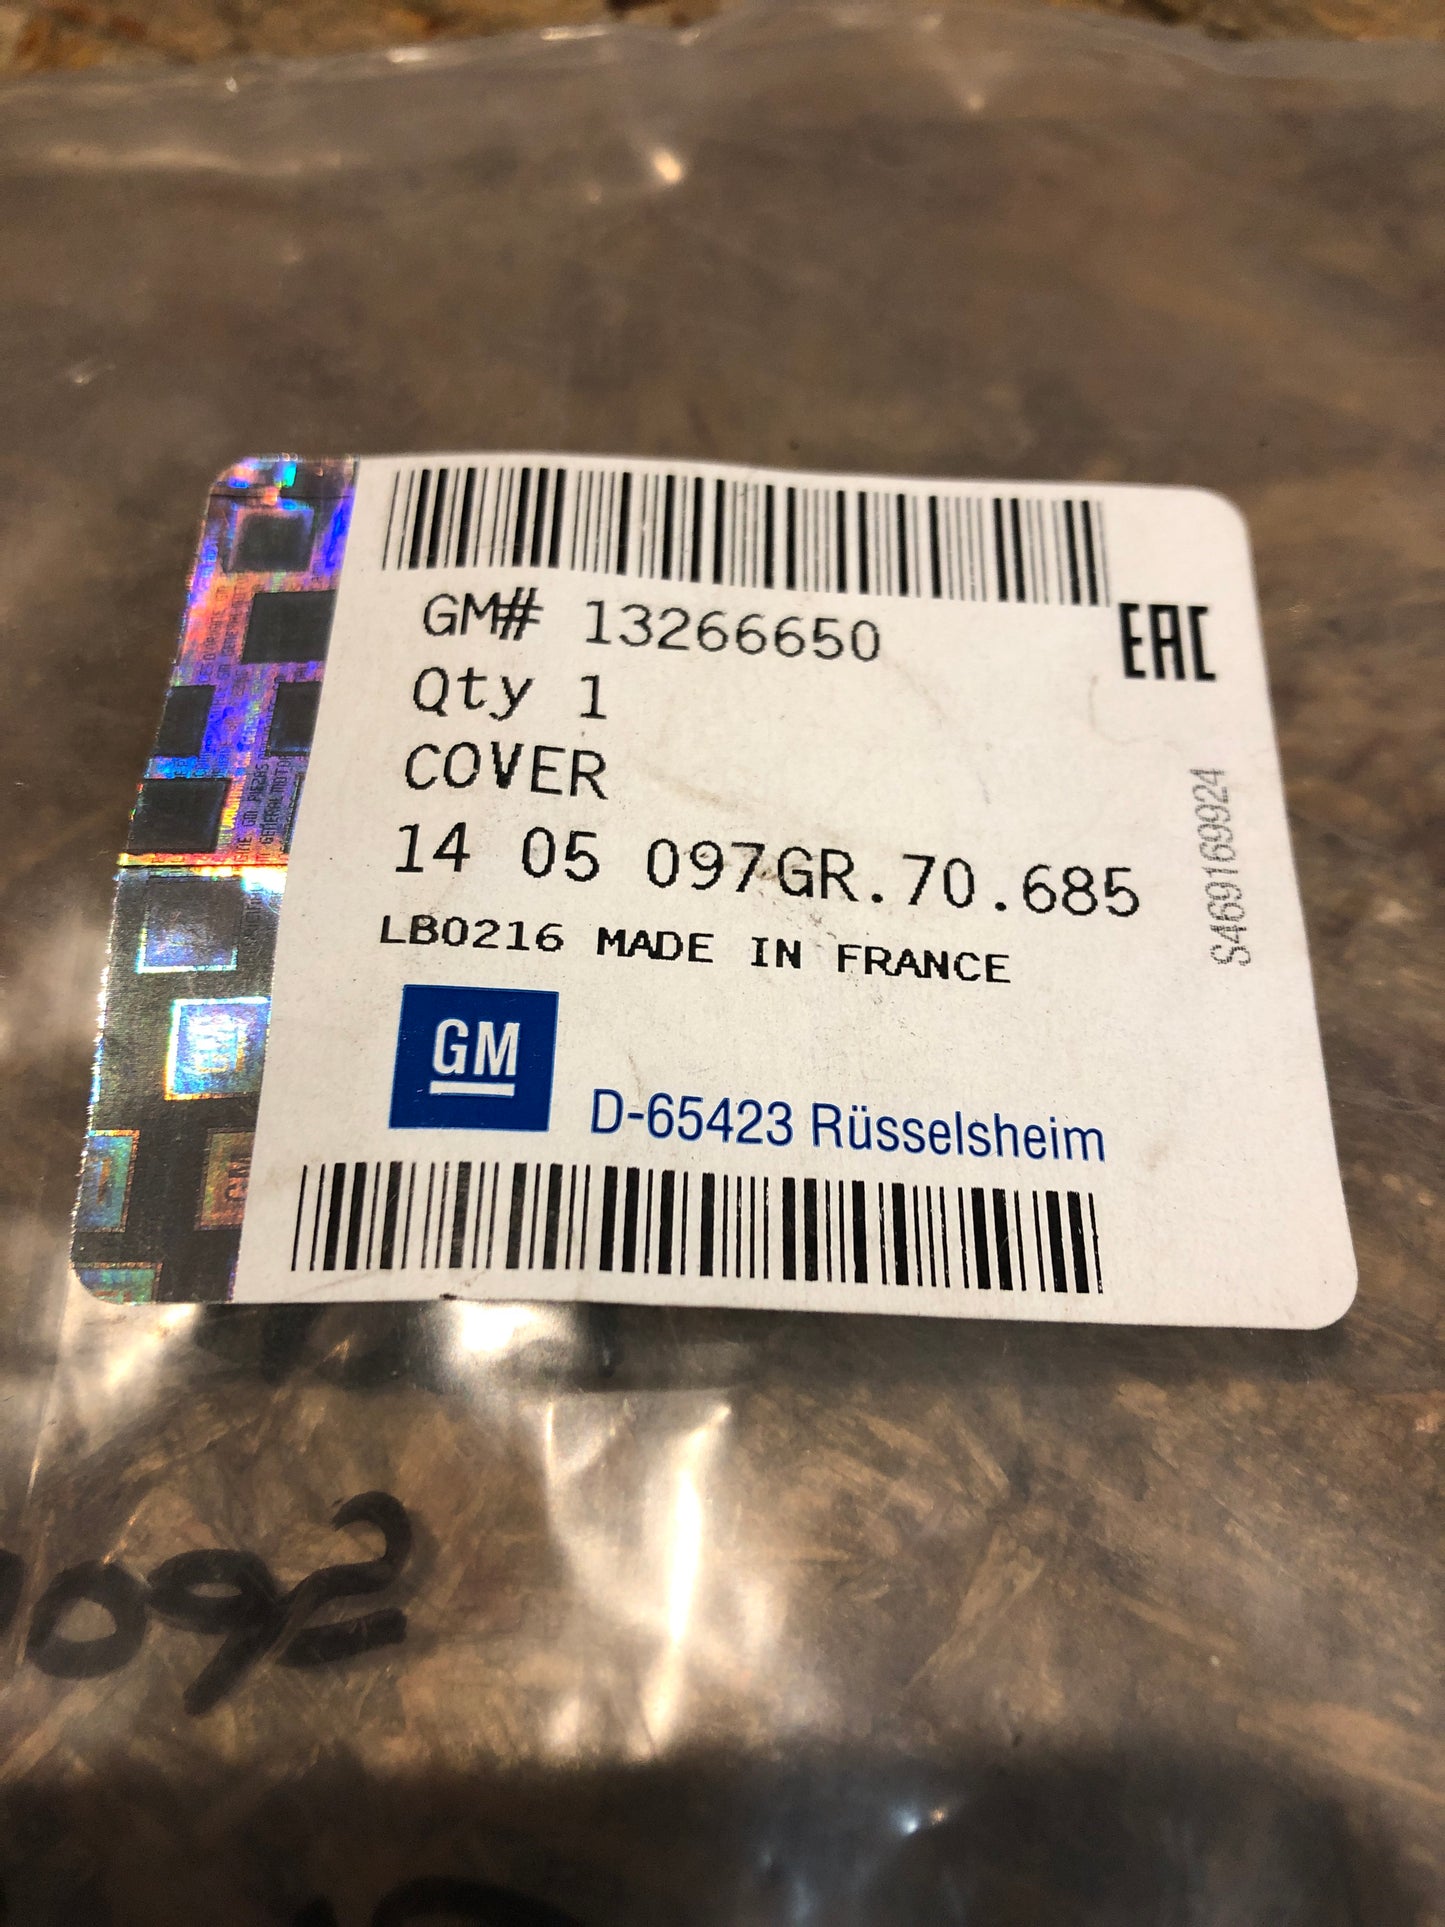 GM# 13266650
EAC
Qty 1
COVER
14 05 097GR.70.685
S469169924
LB0216 MADE IN FRANCE
GM
D-65423 Rüsselsheim